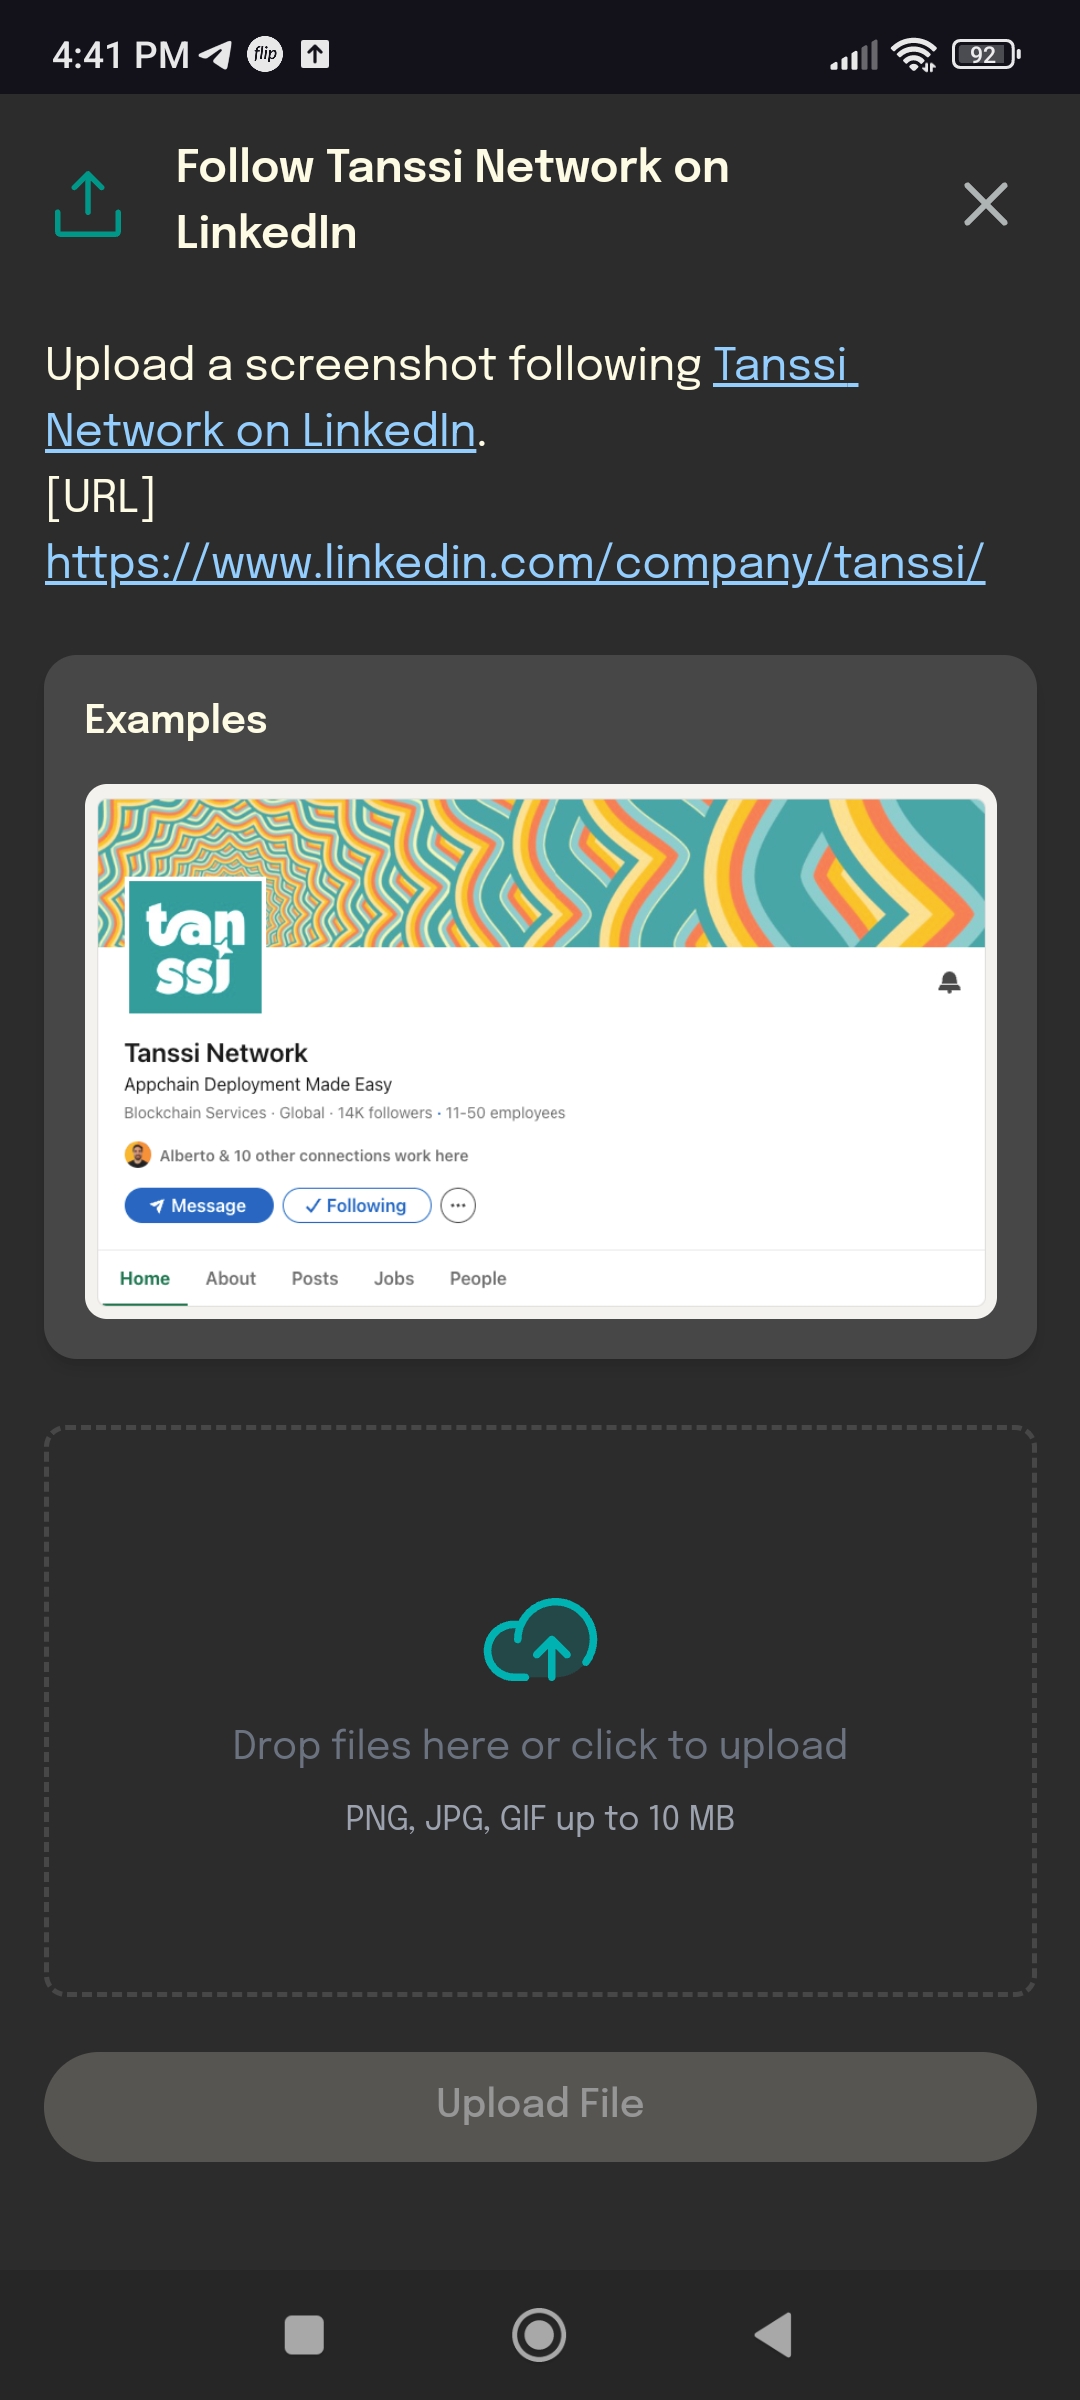 4:41 PM flip 92
Follow Tanssi Network on
LinkedIn
Upload a screenshot following Tanssi
Network on LinkedIn.
[URL]
https://www.linkedin.com/company/tanssi/
Examples
tan
ssi
Tanssi Network
Appchain Deployment Made Easy
Blockchain Services · Global · 14K followers · 11-50 employees
Alberto & 10 other connections work here
Message Following
Home About Posts Jobs People
Drop files here or click to upload
PNG, JPG, GIF up to 10 MB
Upload File